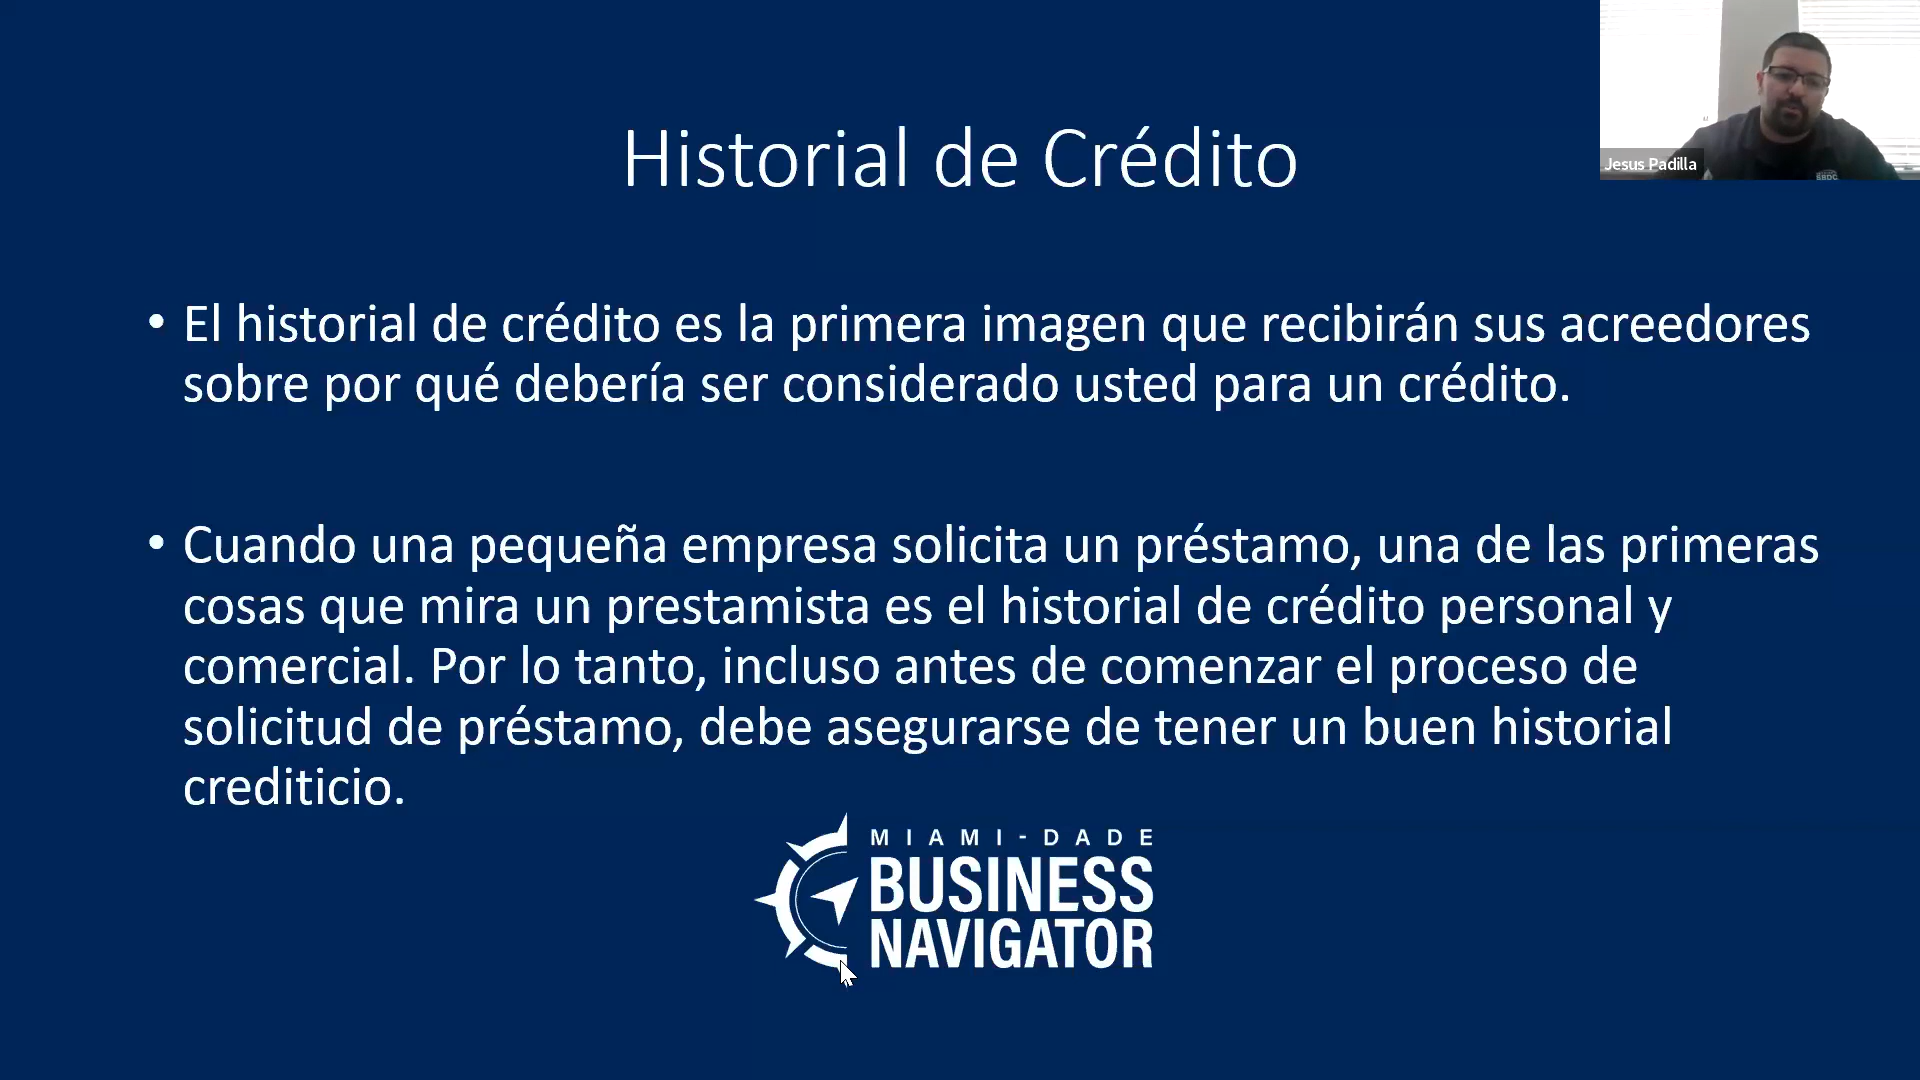 Historial de Crédito
Jesus Padilla
• El historial de crédito es la primera imagen que recibirán sus acreedores
sobre por qué debería ser considerado usted para un crédito.
• Cuando una pequeña empresa solicita un préstamo, una de las primeras
cosas que mira un prestamista es el historial de crédito personal y
comercial. Por lo tanto, incluso antes de comenzar el proceso de
solicitud de préstamo, debe asegurarse de tener un buen historial
crediticio.
MIAMI-DADE
BUSINESS
NAVIGATOR
SBDC